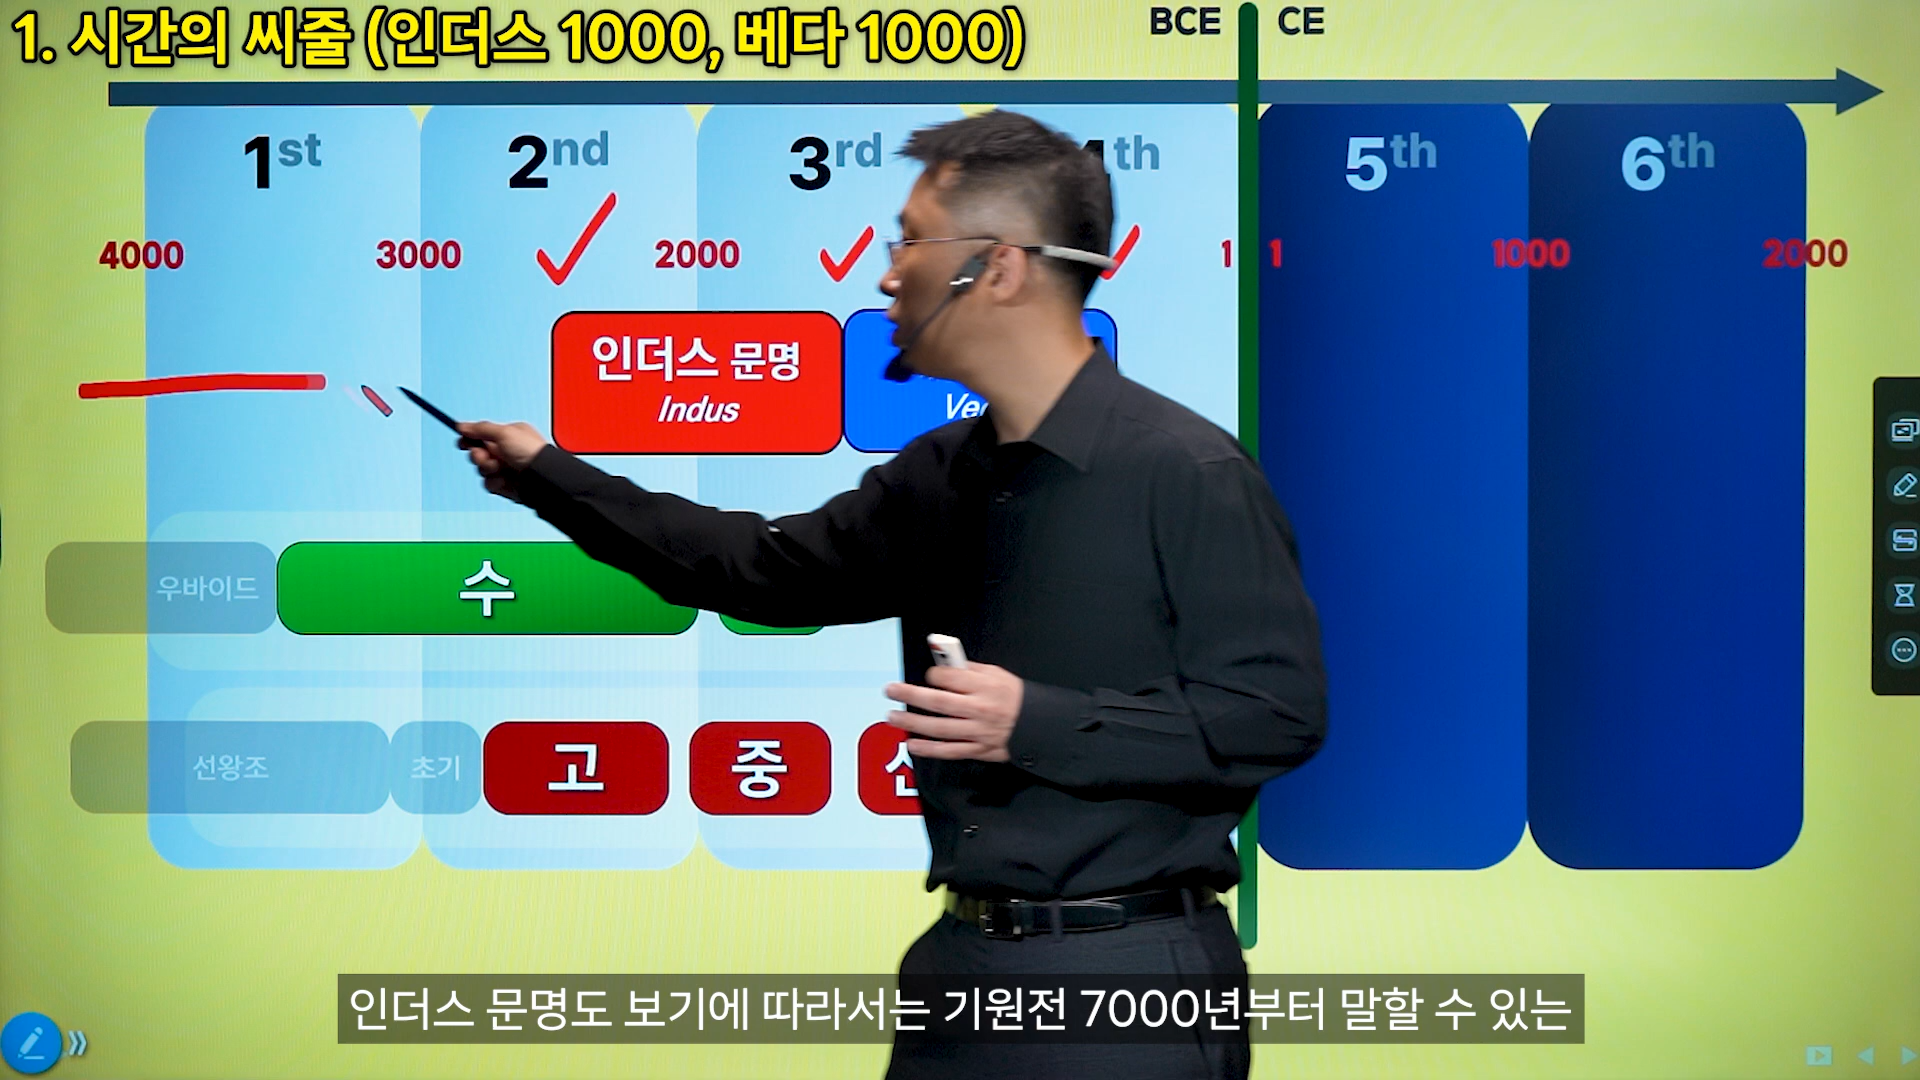 1. 시간의 씨줄 (인더스 1000, 베다 1000)
BCE CE
1st 2nd 3rd 4th 5th 6th
4000 3000 2000 1 1 1000 2000
인더스 문명
Indus
우바이드 수
선왕조 초기 고 중
인더스 문명도 보기에 따라서는 기원전 7000년부터 말할 수 있는